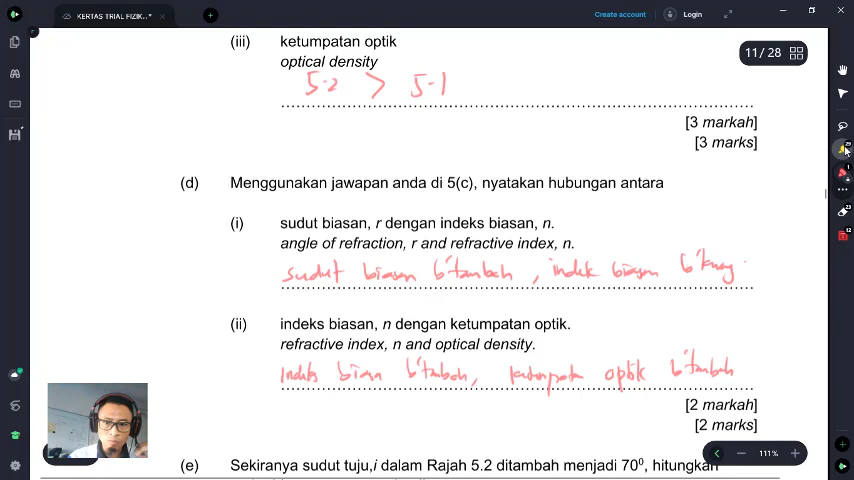 KERTAS TRIAL FIZIK...*
Create account
Login
11/28
(iii) ketumpatan optik
optical density
5.2 > 5.1
[3 markah]
[3 marks]
(d) Menggunakan jawapan anda di 5(c), nyatakan hubungan antara
(i) sudut biasan, r dengan indeks biasan, n.
angle of refraction, r and refractive index, n.
sudut biasan b'tambah, indek biasan b'kurang
(ii) indeks biasan, n dengan ketumpatan optik.
refractive index, n and optical density.
indeks biasan b'tambah, ketumpatan optik b'tambah
[2 markah]
[2 marks]
111%
(e) Sekiranya sudut tuju, i dalam Rajah 5.2 ditambah menjadi 70⁰, hitungkan